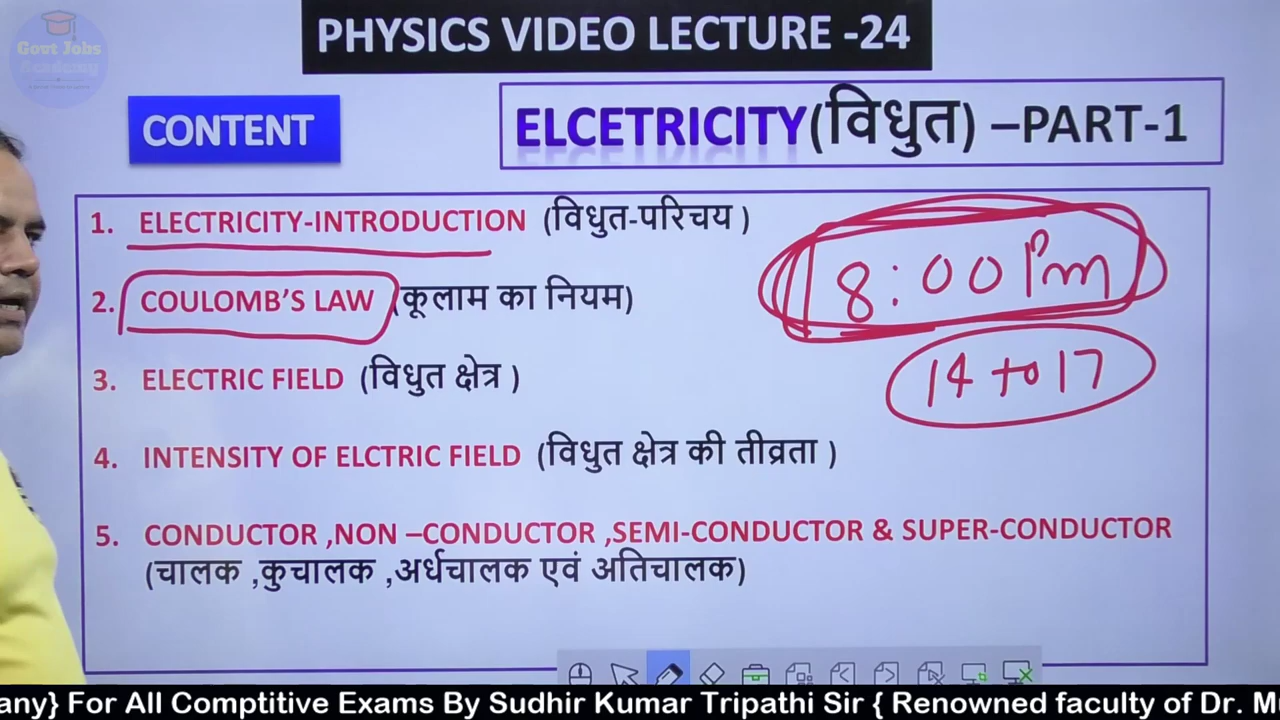 Govt Jobs
Academy
PHYSICS VIDEO LECTURE -24
CONTENT
ELCETRICITY(विधुत) –PART-1
1. ELECTRICITY-INTRODUCTION (विधुत-परिचय )
8:00 Pm
2. COULOMB’S LAW (कूलाम का नियम)
14 to 17
3. ELECTRIC FIELD (विधुत क्षेत्र )
4. INTENSITY OF ELCTRIC FIELD (विधुत क्षेत्र की तीव्रता )
5. CONDUCTOR ,NON –CONDUCTOR ,SEMI-CONDUCTOR & SUPER-CONDUCTOR
(चालक ,कुचालक ,अर्धचालक एवं अतिचालक)
any} For All Comptitive Exams By Sudhir Kumar Tripathi Sir { Renowned faculty of Dr. M